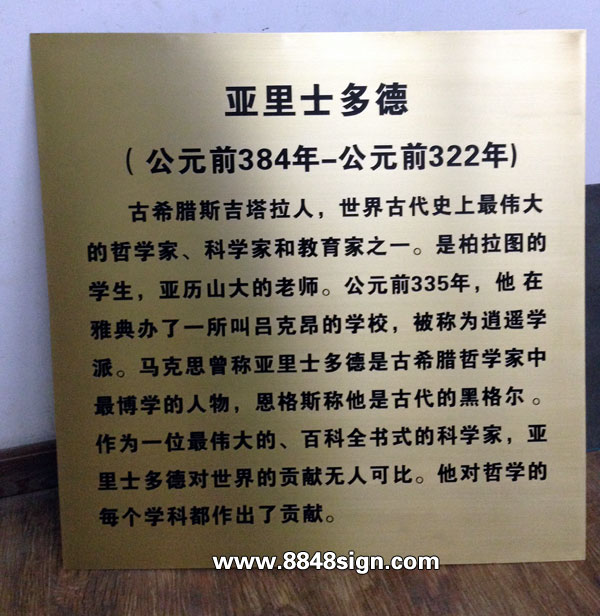 亚里士多德
(公元前384年-公元前322年)
古希腊斯吉塔拉人，世界古代史上最伟大
的哲学家、科学家和教育家之一。是柏拉图的
学生，亚历山大的老师。公元前335年，他在
雅典办了一所叫吕克昂的学校，被称为逍遥学
派。马克思曾称亚里士多德是古希腊哲学家中
最博学的人物，恩格斯称他是古代的黑格尔。
作为一位最伟大的、百科全书式的科学家，亚
里士多德对世界的贡献无人可比。他对哲学的
每个学科都作出了贡献。
www.8848sign.com